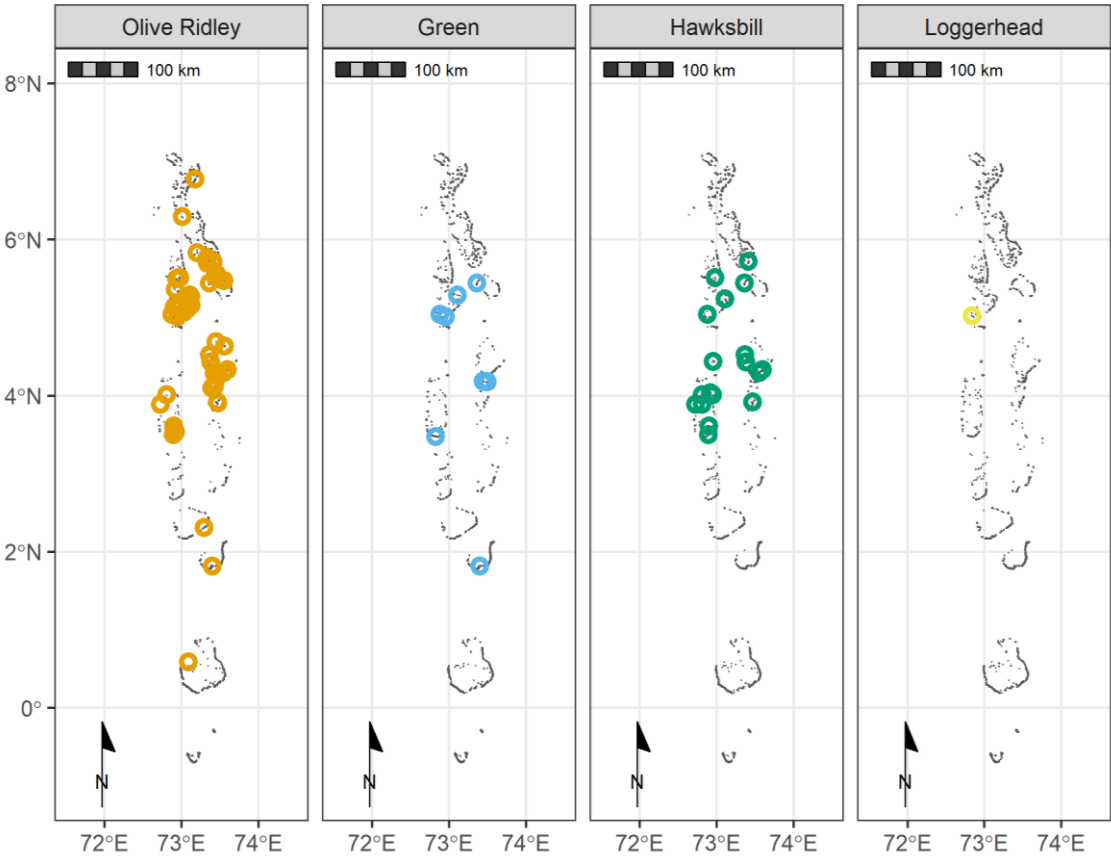 Olive Ridley Green Hawksbill Loggerhead
100 km 100 km 100 km 100 km
8°N
6°N
4°N
2°N
0°
N N N N
72°E 73°E 74°E 72°E 73°E 74°E 72°E 73°E 74°E 72°E 73°E 74°E